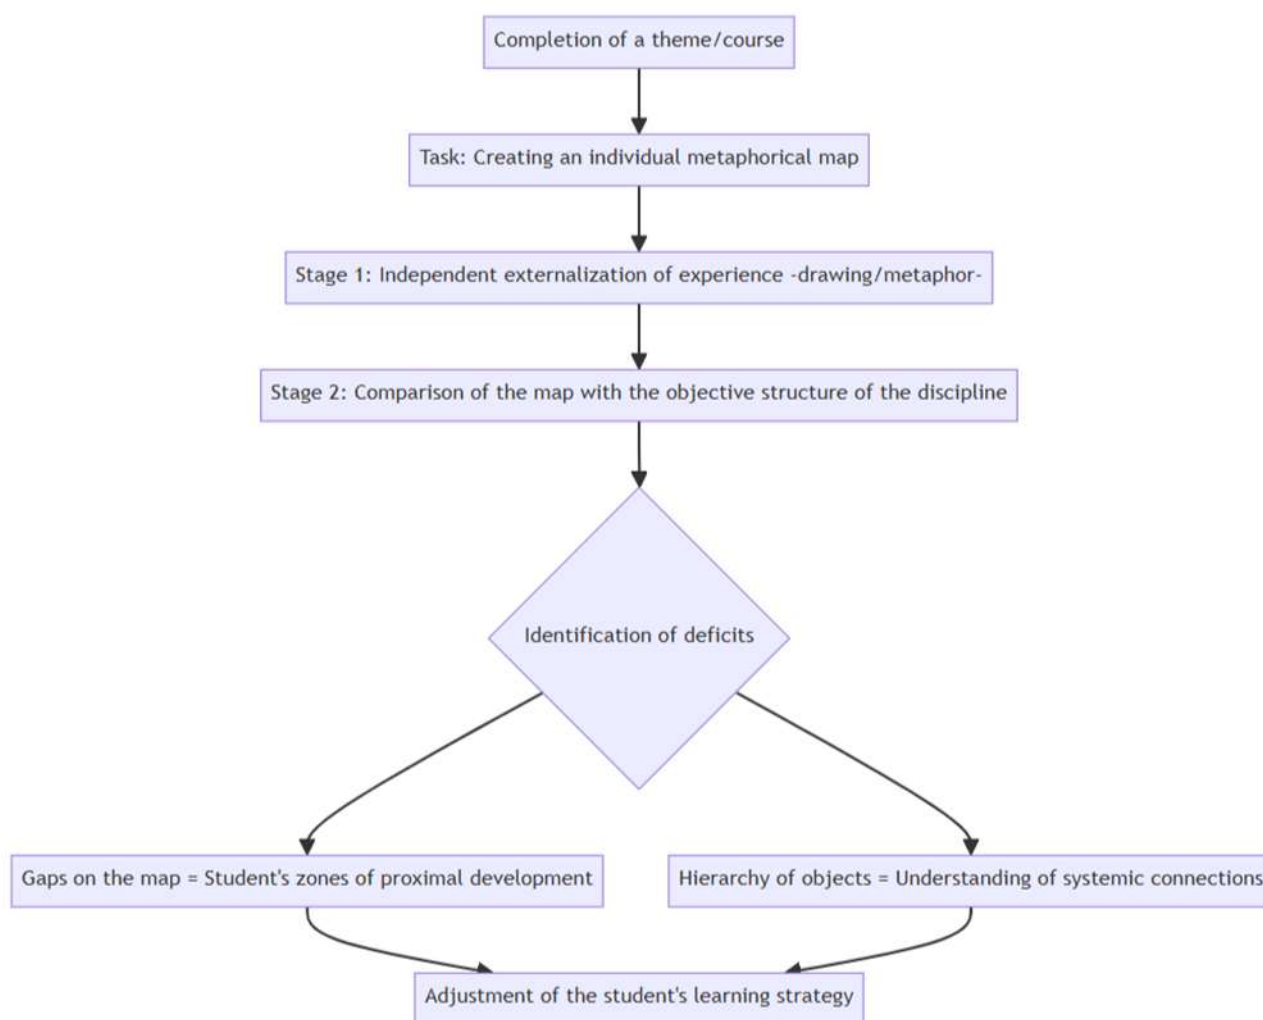 Completion of a theme/course
Task: Creating an individual metaphorical map
Stage 1: Independent externalization of experience -drawing/metaphor-
Stage 2: Comparison of the map with the objective structure of the discipline
Identification of deficits
Gaps on the map = Student's zones of proximal development
Hierarchy of objects = Understanding of systemic connections
Adjustment of the student's learning strategy